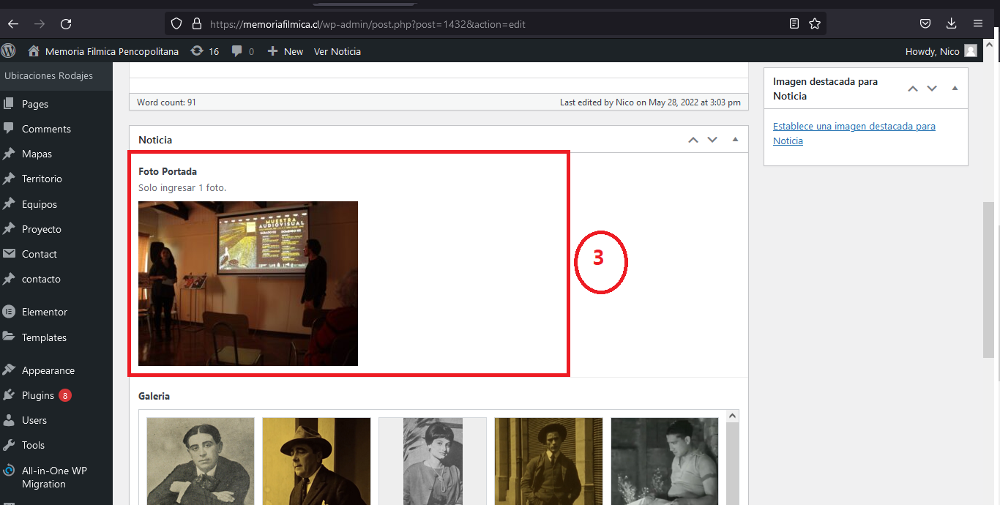 https://memoriafilmica.cl/wp-admin/post.php?post=1432&action=edit
Memoria Filmica Pencopolitana
16
0
New
Ver Noticia
Howdy, Nico
Ubicaciones Rodajes
Pages
Comments
Mapas
Territorio
Equipos
Proyecto
Contact
contacto
Elementor
Templates
Appearance
Plugins 8
Users
Tools
All-in-One WP
Migration
Word count: 91
Last edited by Nico on May 28, 2022 at 3:03 pm
Noticia
Foto Portada
Solo ingresar 1 foto.
MUESTRA
AUDIOVISUAL
3
Galeria
Imagen destacada para
Noticia
Establece una imagen destacada para
Noticia